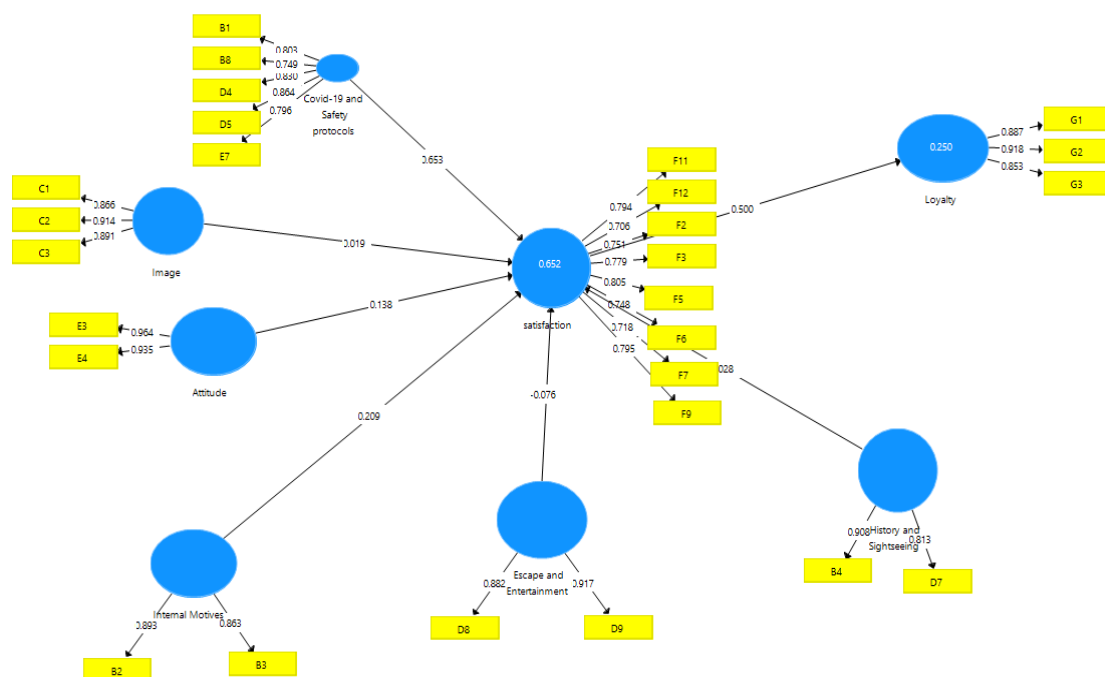 B1
0.803
B8
0.749
D4
0.830
D5
0.864
E7
0.796
Covid-19 and
Safety
protocols
0.653
C1
0.866
C2
0.914
C3
0.891
Image
0.019
E3
0.964
E4
0.935
Attitude
0.138
0.209
Internal Motives
0.893
0.863
B2
B3
-0.076
Escape and
Entertainment
0.882
0.917
D8
D9
0.652
satisfaction
F11
0.794
F12
0.706
F2
0.751
F3
0.779
F5
0.805
F6
0.748
F7
0.718
F9
0.795
0.500
0.250
Loyalty
0.887
G1
0.918
G2
0.853
G3
.028
History and
Sightseeing
0.908
0.813
B4
D7